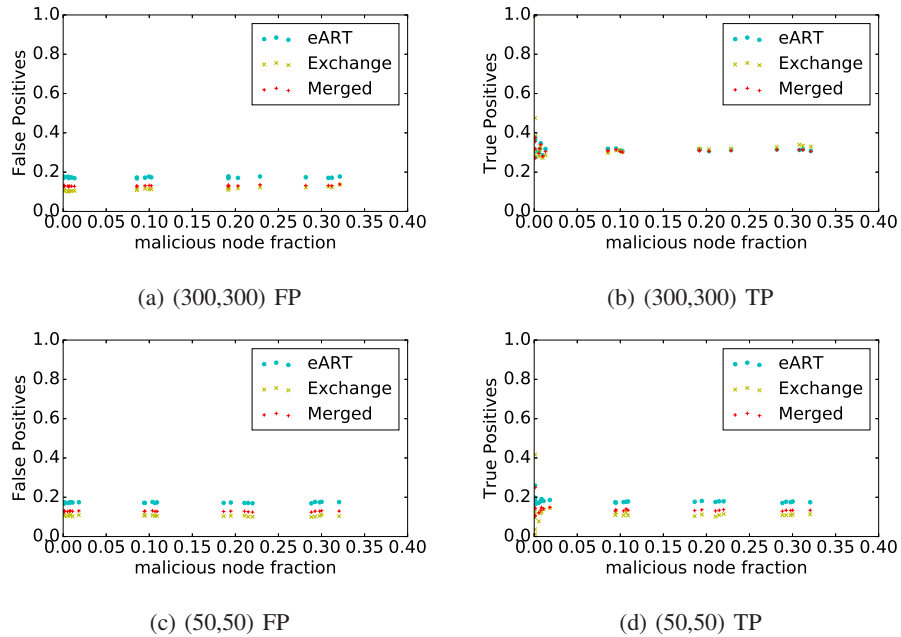 1.0
0.8
0.6
0.4
0.2
0.0
False Positives
eART
Exchange
Merged
0.00 0.05 0.10 0.15 0.20 0.25 0.30 0.35 0.40
malicious node fraction
(a) (300,300) FP
1.0
0.8
0.6
0.4
0.2
0.0
True Positives
eART
Exchange
Merged
0.00 0.05 0.10 0.15 0.20 0.25 0.30 0.35 0.40
malicious node fraction
(b) (300,300) TP
1.0
0.8
0.6
0.4
0.2
0.0
False Positives
eART
Exchange
Merged
0.00 0.05 0.10 0.15 0.20 0.25 0.30 0.35 0.40
malicious node fraction
(c) (50,50) FP
1.0
0.8
0.6
0.4
0.2
0.0
True Positives
eART
Exchange
Merged
0.00 0.05 0.10 0.15 0.20 0.25 0.30 0.35 0.40
malicious node fraction
(d) (50,50) TP